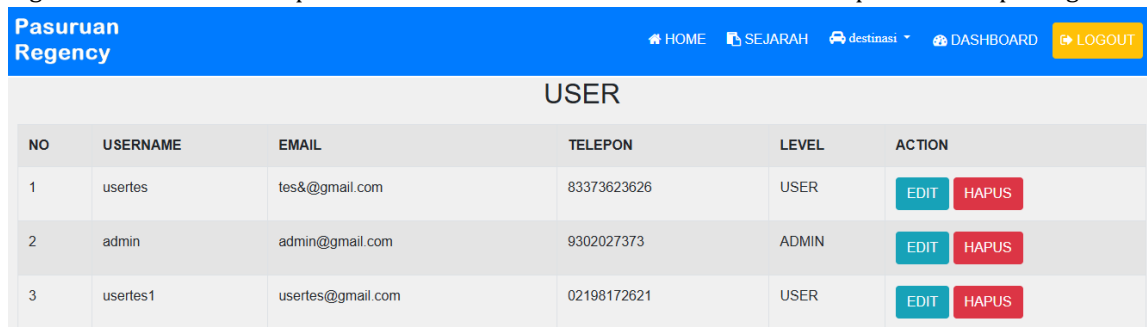 Pasuruan
Regency
HOME SEJARAH destinasi DASHBOARD LOGOUT
USER
NO USERNAME EMAIL TELEPON LEVEL ACTION
1 usertes tes&@gmail.com 83373623626 USER EDIT HAPUS
2 admin admin@gmail.com 9302027373 ADMIN EDIT HAPUS
3 usertes1 usertes@gmail.com 02198172621 USER EDIT HAPUS